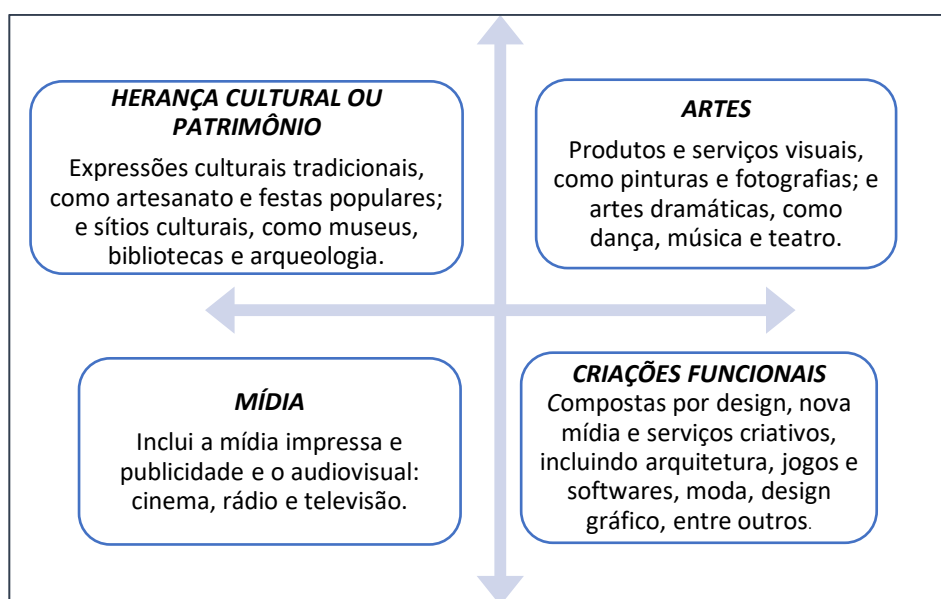 HERANÇA CULTURAL OU
PATRIMÔNIO
Expressões culturais tradicionais,
como artesanato e festas populares;
e sítios culturais, como museus,
bibliotecas e arqueologia.
ARTES
Produtos e serviços visuais,
como pinturas e fotografias; e
artes dramáticas, como
dança, música e teatro.
MÍDIA
Inclui a mídia impressa e
publicidade e o audiovisual:
cinema, rádio e televisão.
CRIAÇÕES FUNCIONAIS
Compostas por design, nova
mídia e serviços criativos,
incluindo arquitetura, jogos e
softwares, moda, design
gráfico, entre outros.